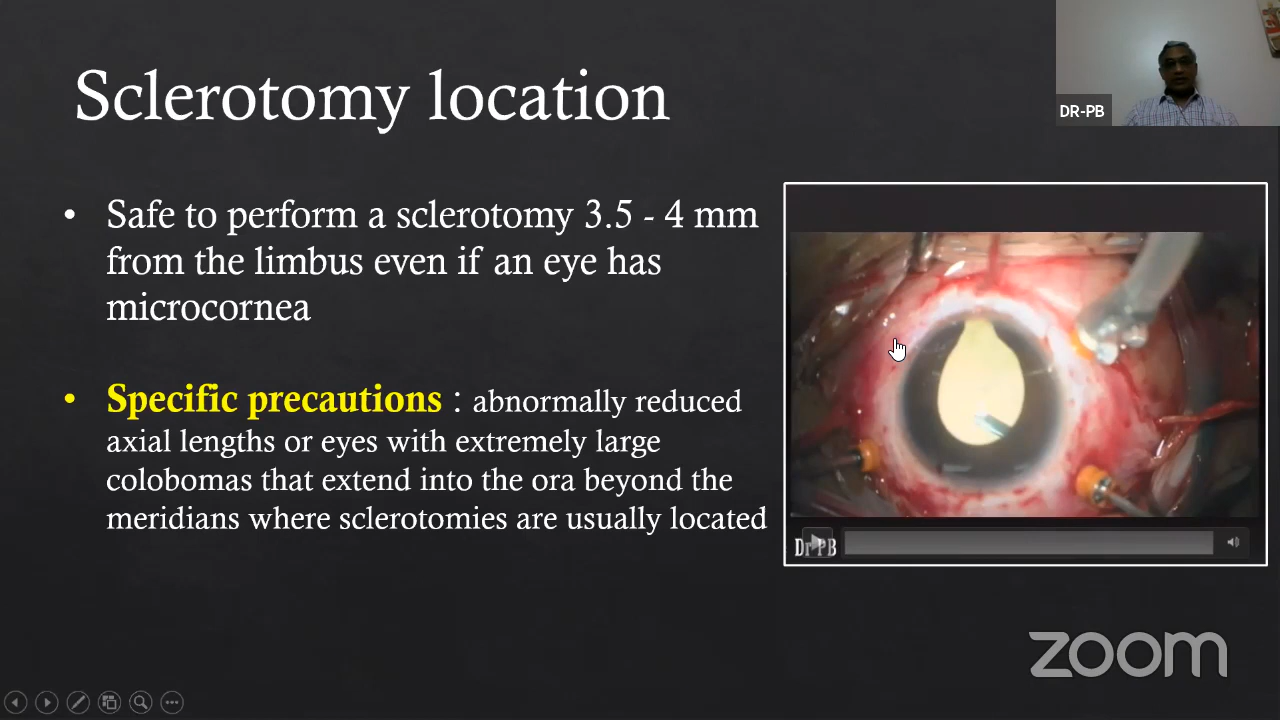 Sclerotomy location
DR-PB
• Safe to perform a sclerotomy 3.5 - 4 mm
from the limbus even if an eye has
microcornea
• Specific precautions : abnormally reduced
axial lengths or eyes with extremely large
colobomas that extend into the ora beyond the
meridians where sclerotomies are usually located
Dr PB
zoom